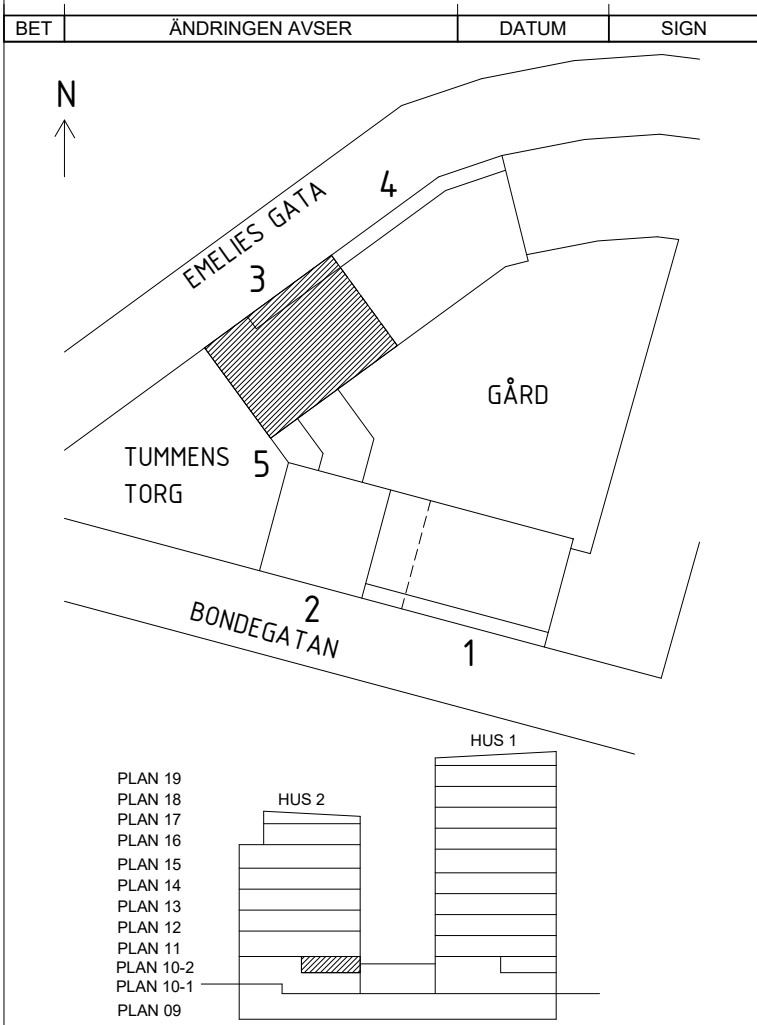 BET ÄNDRINGEN AVSER DATUM SIGN
N
4
EMELIES GATA
3
GÅRD
TUMMENS
TORG
5
2
BONDEGATAN
1
HUS 1
PLAN 19
PLAN 18
HUS 2
PLAN 17
PLAN 16
PLAN 15
PLAN 14
PLAN 13
PLAN 12
PLAN 11
PLAN 10-2
PLAN 10-1
PLAN 09